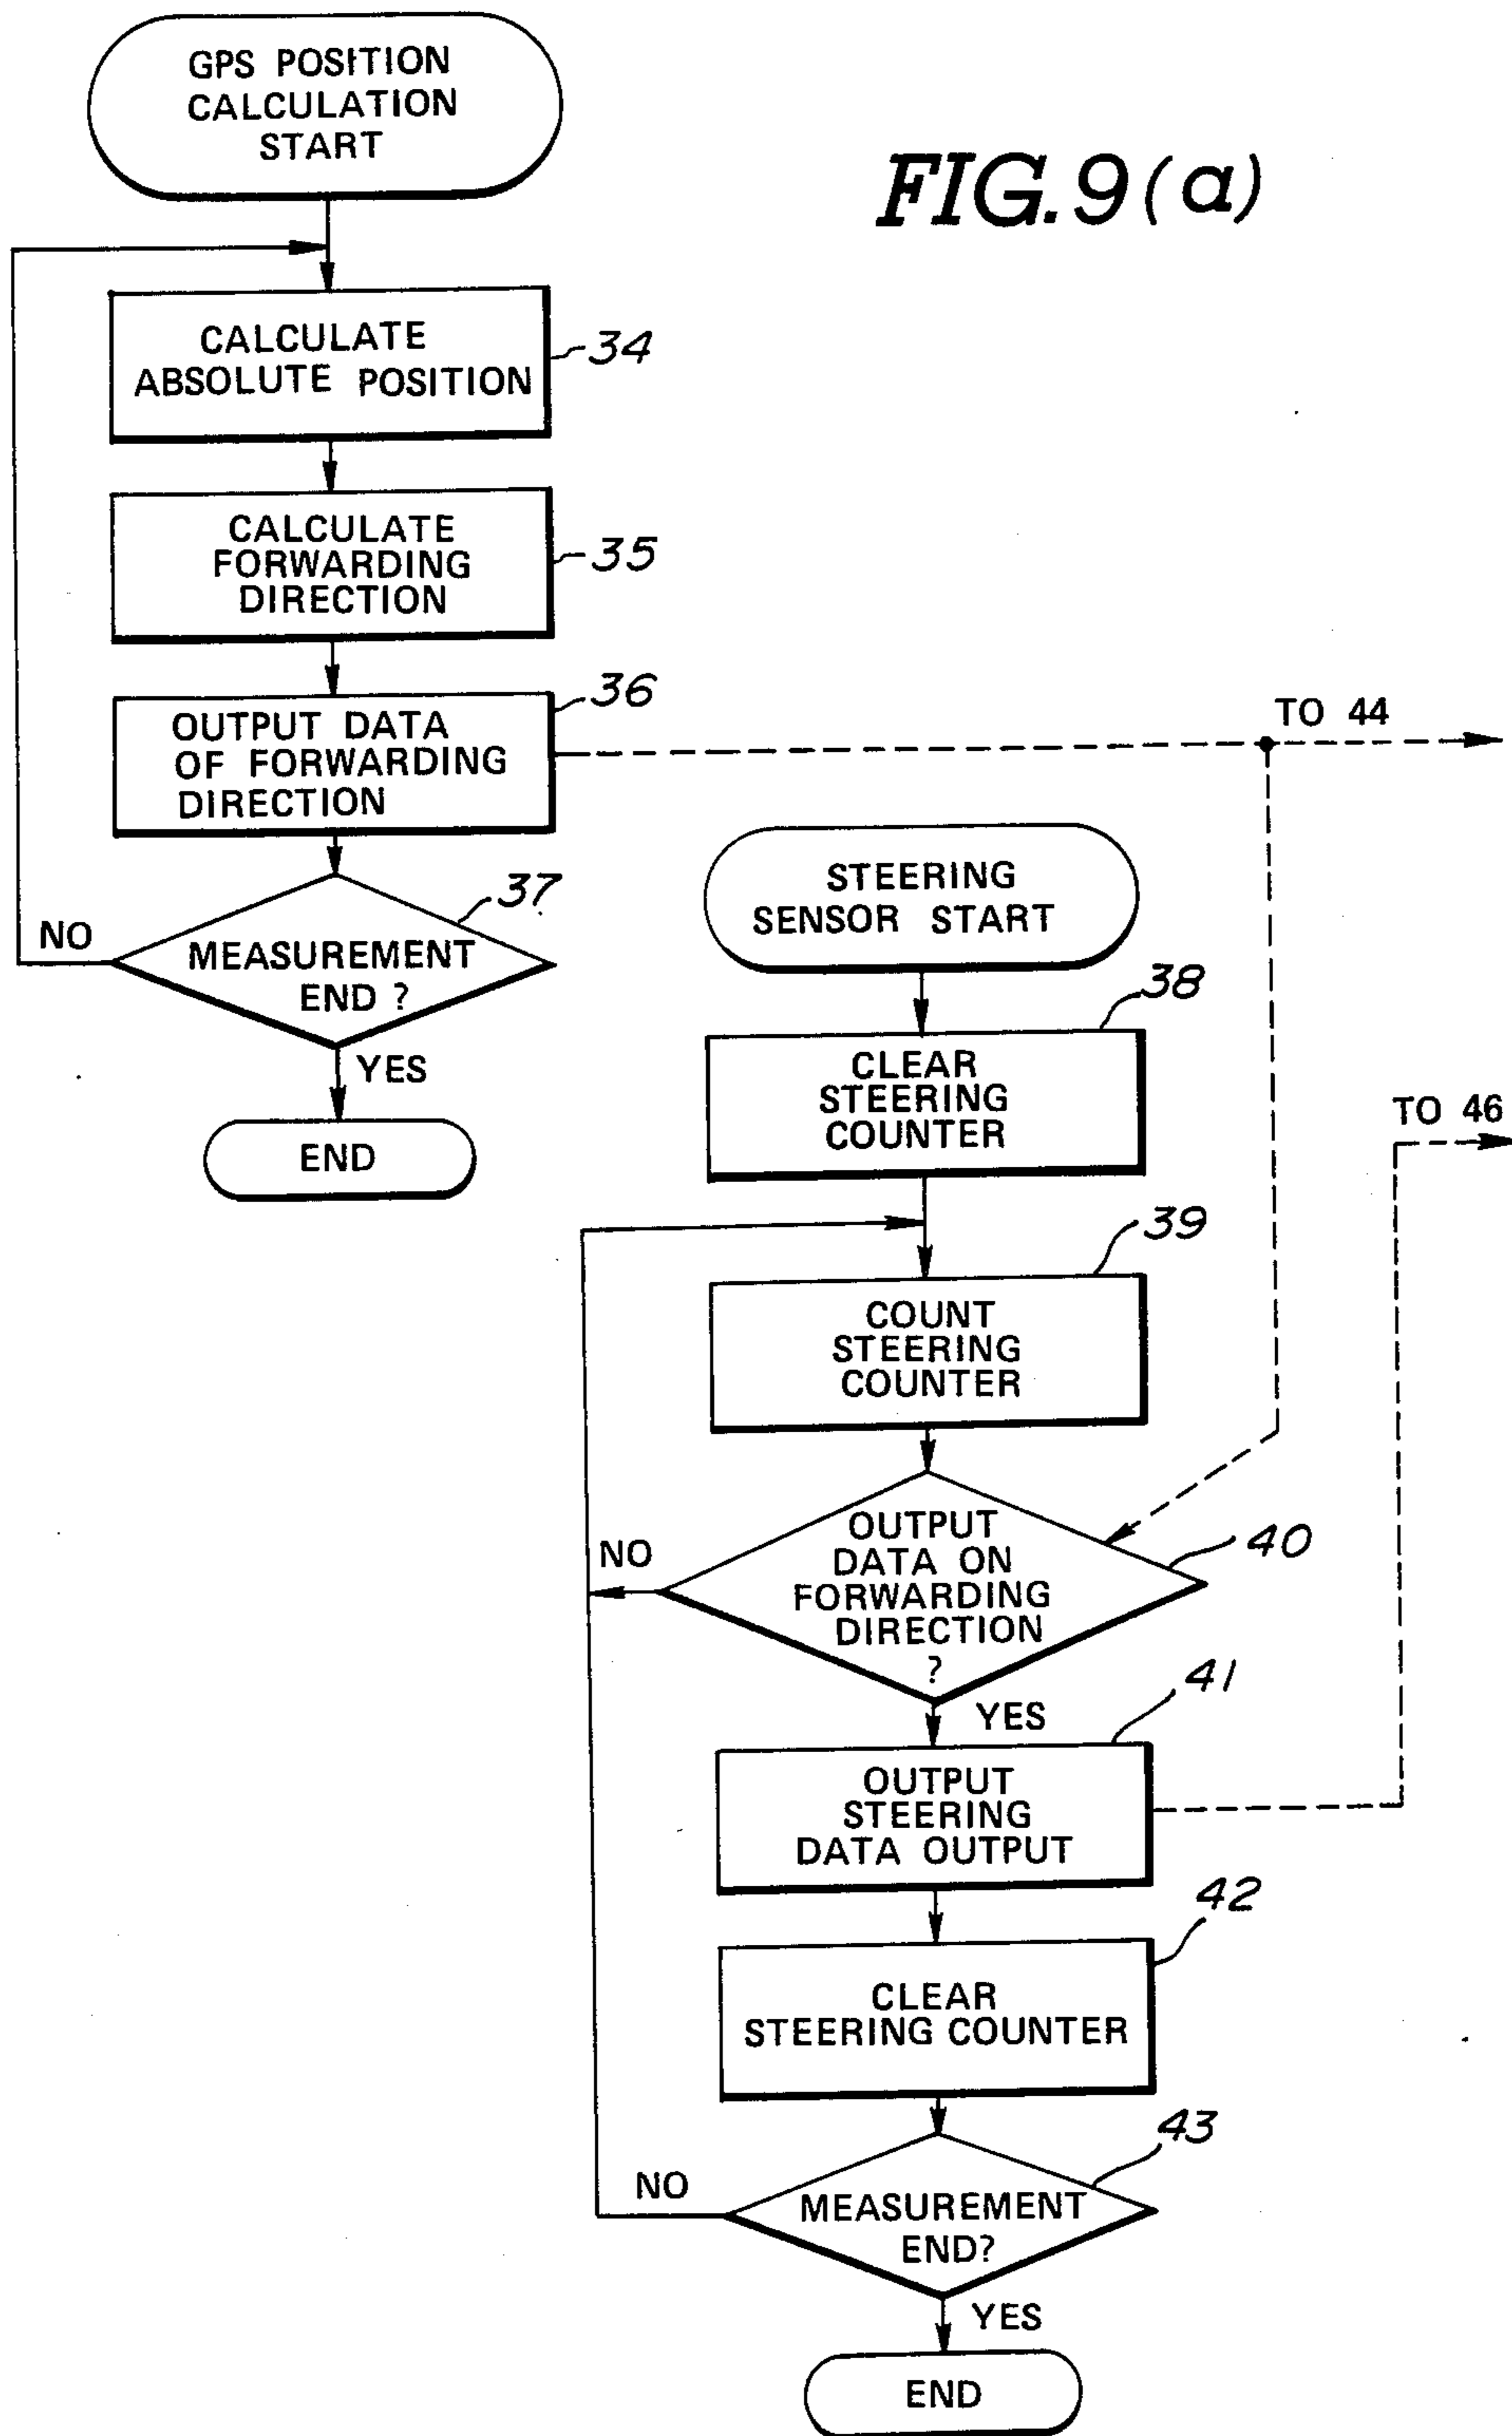 GPS POSITION
CALCULATION
START
FIG. 9 (a)
CALCULATE
ABSOLUTE POSITION
34
CALCULATE
FORWARDING
DIRECTION
35
OUTPUT DATA
OF FORWARDING
DIRECTION
36
TO 44
MEASUREMENT
END ?
37
NO
YES
END
STEERING
SENSOR START
CLEAR
STEERING
COUNTER
38
TO 46
COUNT
STEERING
COUNTER
39
OUTPUT
DATA ON
FORWARDING
DIRECTION
?
40
NO
YES
OUTPUT
STEERING
DATA OUTPUT
41
CLEAR
STEERING COUNTER
42
MEASUREMENT
END?
43
NO
YES
END